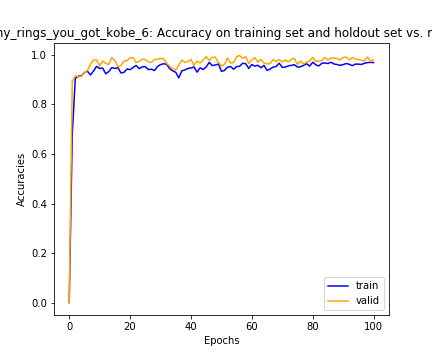 ny_rings_you_got_kobe_6: Accuracy on training set and holdout set vs.
1.0
0.8
0.6
0.4
0.2
0.0
Accuracies
0 20 40 60 80 100
Epochs
train
valid